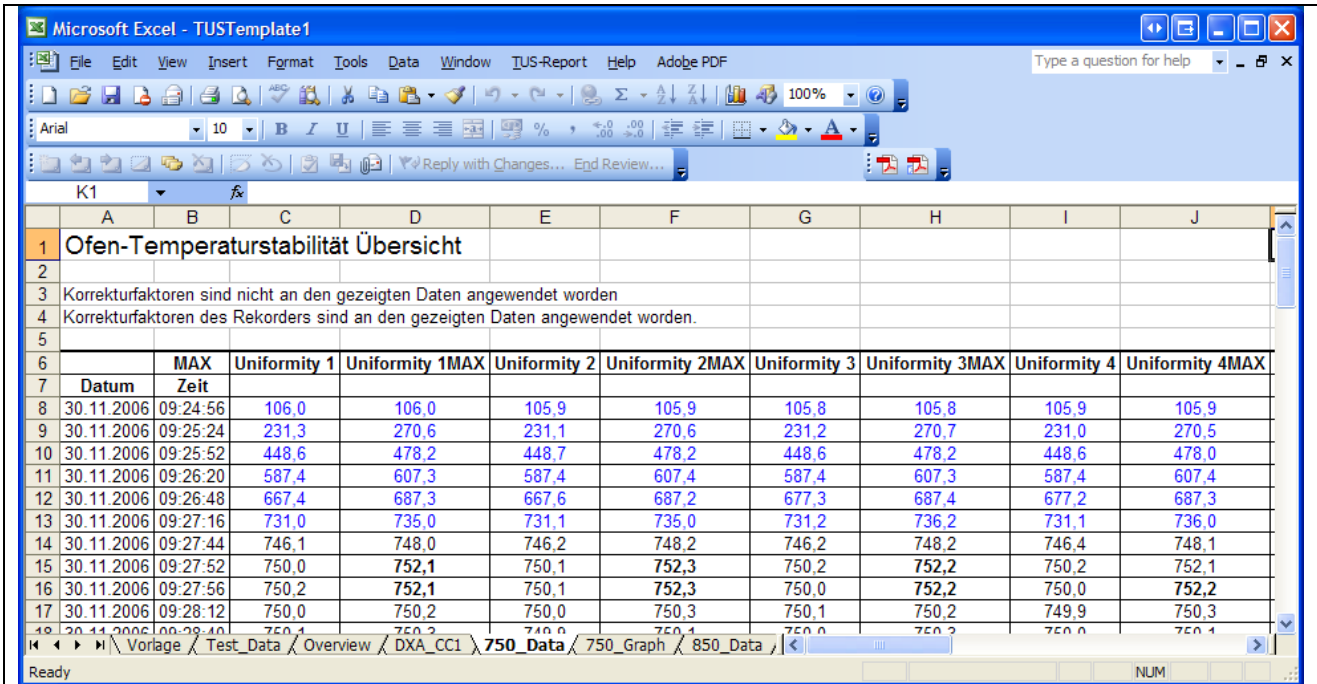 Microsoft Excel - TUSTemplate1
File Edit View Insert Format Tools Data Window TUS-Report Help Adobe PDF Type a question for help
100%
Arial 10 B I U
Reply with Changes... End Review...
K1 fx
A B C D E F G H I J
1 Ofen-Temperaturstabilität Übersicht
2
3 Korrekturfaktoren sind nicht an den gezeigten Daten angewendet worden
4 Korrekturfaktoren des Rekorders sind an den gezeigten Daten angewendet worden.
5
6 MAX Uniformity 1 Uniformity 1MAX Uniformity 2 Uniformity 2MAX Uniformity 3 Uniformity 3MAX Uniformity 4 Uniformity 4MAX
7 Datum Zeit
8 30.11.2006 09:24:56 106,0 106,0 105,9 105,9 105,8 105,8 105,9 105,9
9 30.11.2006 09:25:24 231,3 270,6 231,1 270,6 231,2 270,7 231,0 270,5
10 30.11.2006 09:25:52 448,6 478,2 448,7 478,2 448,6 478,2 448,6 478,0
11 30.11.2006 09:26:20 587,4 607,3 587,4 607,4 587,4 607,3 587,4 607,4
12 30.11.2006 09:26:48 667,4 687,3 667,6 687,2 677,3 687,4 677,2 687,3
13 30.11.2006 09:27:16 731,0 735,0 731,1 735,0 731,2 736,2 731,1 736,0
14 30.11.2006 09:27:44 746,1 748,0 746,2 748,2 746,2 748,2 746,4 748,1
15 30.11.2006 09:27:52 750,0 752,1 750,1 752,3 750,2 752,2 750,2 752,1
16 30.11.2006 09:27:56 750,2 752,1 750,1 752,3 750,0 752,2 750,0 752,2
17 30.11.2006 09:28:12 750,0 750,2 750,0 750,3 750,1 750,2 749,9 750,3
Vorlage Test_Data Overview DXA_CC1 750_Data 750_Graph 850_Data
Ready NUM